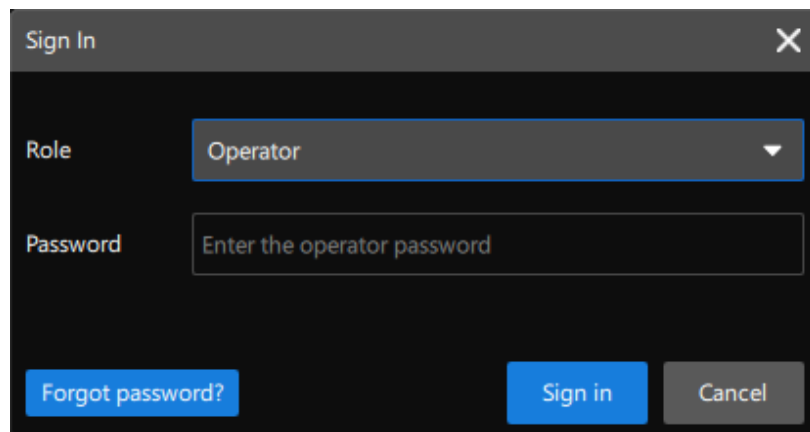 Sign In
Role
Operator
Password
Enter the operator password
Forgot password?
Sign in
Cancel